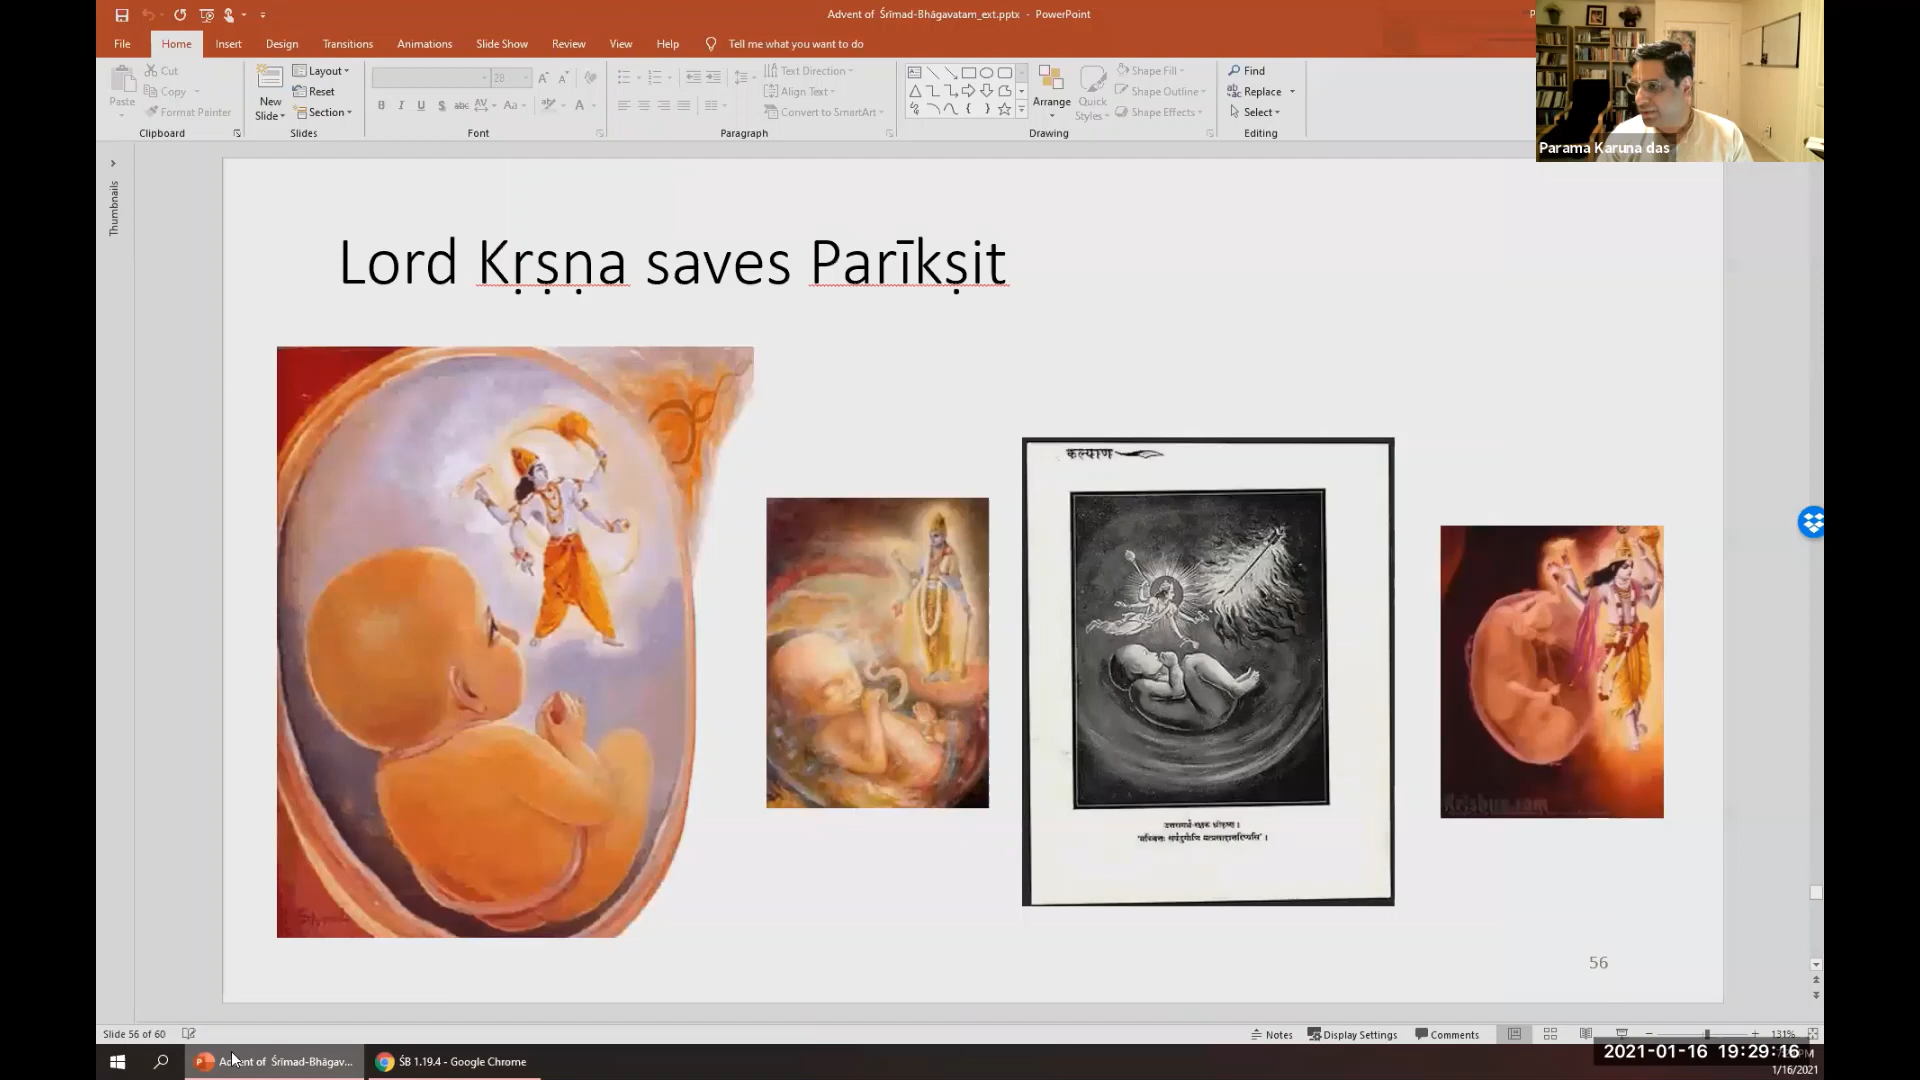 Advent of Śrīmad-Bhāgavatam_ext.pptx - PowerPoint
File Home Insert Design Transitions Animations Slide Show Review View Help Tell me what you want to do
Cut
Copy
Format Painter
Paste
Clipboard
New Slide
Layout
Reset
Section
Slides
28
Font
Text Direction
Align Text
Convert to SmartArt
Paragraph
Arrange
Quick Styles
Shape Fill
Shape Outline
Shape Effects
Drawing
Find
Replace
Select
Editing
Parama Karuna das
Thumbnails
Lord Kṛṣṇa saves Parīkṣit
कल्याण
Krishna.com
56
Slide 56 of 60
Notes Display Settings Comments 131%
Advent of Śrīmad-Bhāgav...
ŚB 1.19.4 - Google Chrome
2021-01-16 19:29:16
1/16/2021